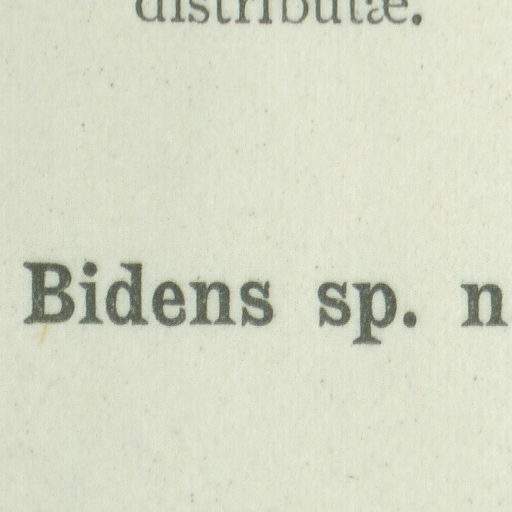 distributæ.
Bidens sp. n